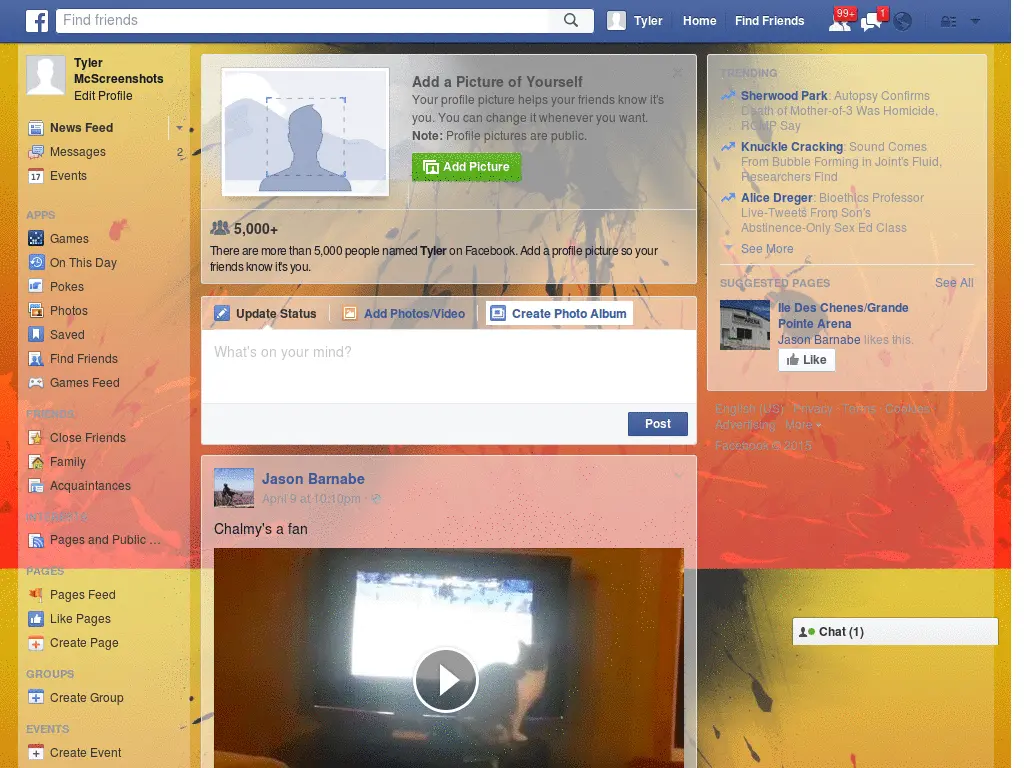 Find friends
Tyler
Home
Find Friends
99+
1
Tyler
McScreenshots
Edit Profile
News Feed
Messages
2
17
Events
APPS
Games
On This Day
Pokes
Photos
Saved
Find Friends
Games Feed
FRIENDS
Close Friends
Family
Acquaintances
INTERESTS
Pages and Public ...
PAGES
Pages Feed
Like Pages
Create Page
GROUPS
Create Group
EVENTS
Create Event
Add a Picture of Yourself
Your profile picture helps your friends know it's
you. You can change it whenever you want.
Note: Profile pictures are public.
Add Picture
5,000+
There are more than 5,000 people named Tyler on Facebook. Add a profile picture so your
friends know it's you.
Update Status
Add Photos/Video
Create Photo Album
What's on your mind?
Post
Jason Barnabe
April 9 at 10:10pm ·
Chalmy's a fan
TRENDING
Sherwood Park: Autopsy Confirms
Death of Mother-of-3 Was Homicide,
RCMP Say
Knuckle Cracking: Sound Comes
From Bubble Forming in Joint's Fluid,
Researchers Find
Alice Dreger: Bioethics Professor
Live-Tweets From Son's
Abstinence-Only Sex Ed Class
See More
SUGGESTED PAGES
See All
Ile Des Chenes/Grande
Pointe Arena
Jason Barnabe likes this.
Like
English (US) · Privacy · Terms · Cookies ·
Advertising · More
Facebook © 2015
Chat (1)